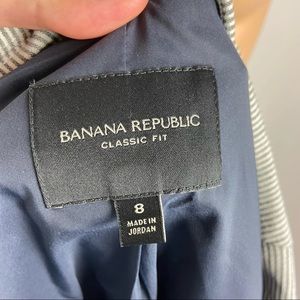 BANANA REPUBLIC
CLASSIC FIT
8
MADE IN
JORDAN